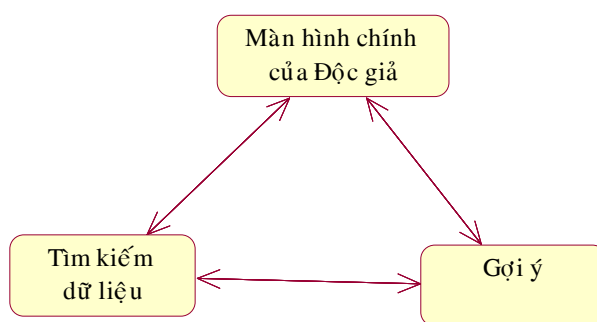 Màn hình chính
của Độc giả
Tìm kiếm
dữ liệu
Gợi ý